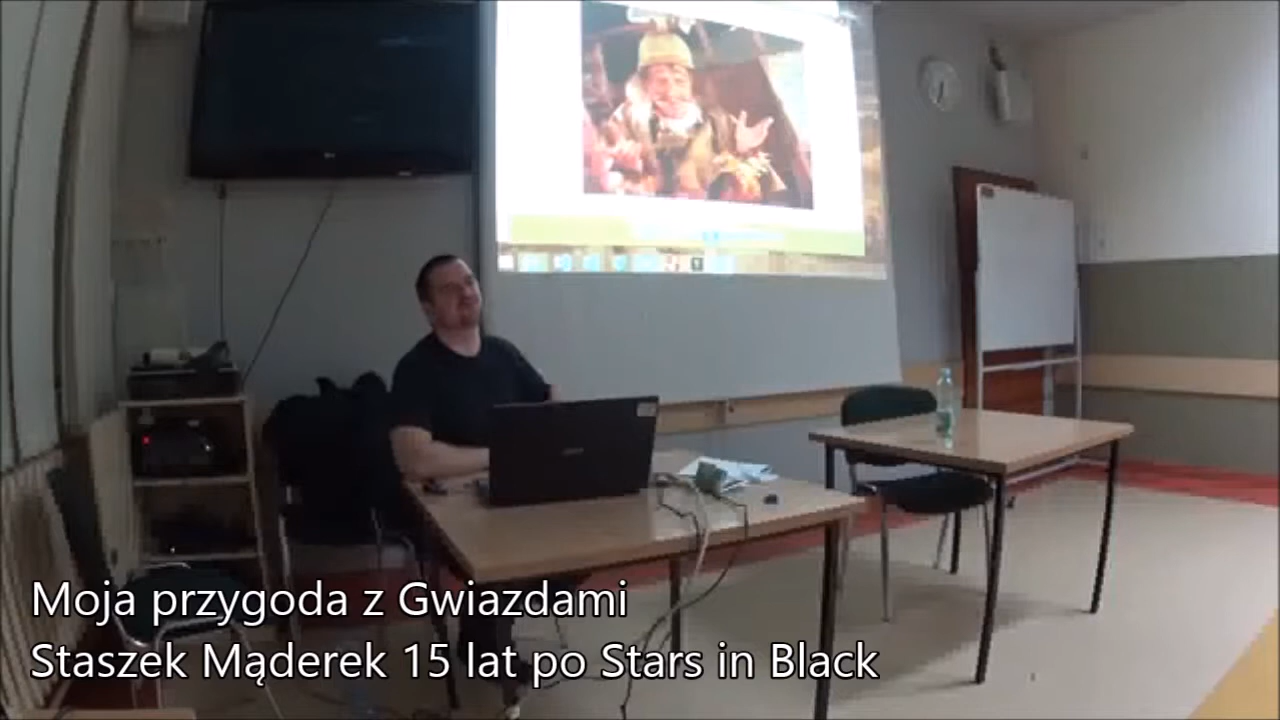 Moja przygoda z Gwiazdami
Staszek Mąderek 15 lat po Stars in Black